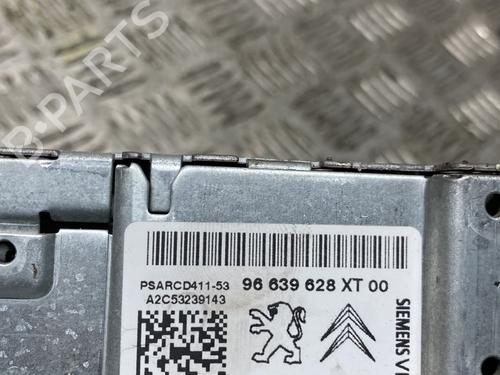 B-PARTS
PSARCD411-53 96 639 628 XT 00
A2C53239143
SIEMENS